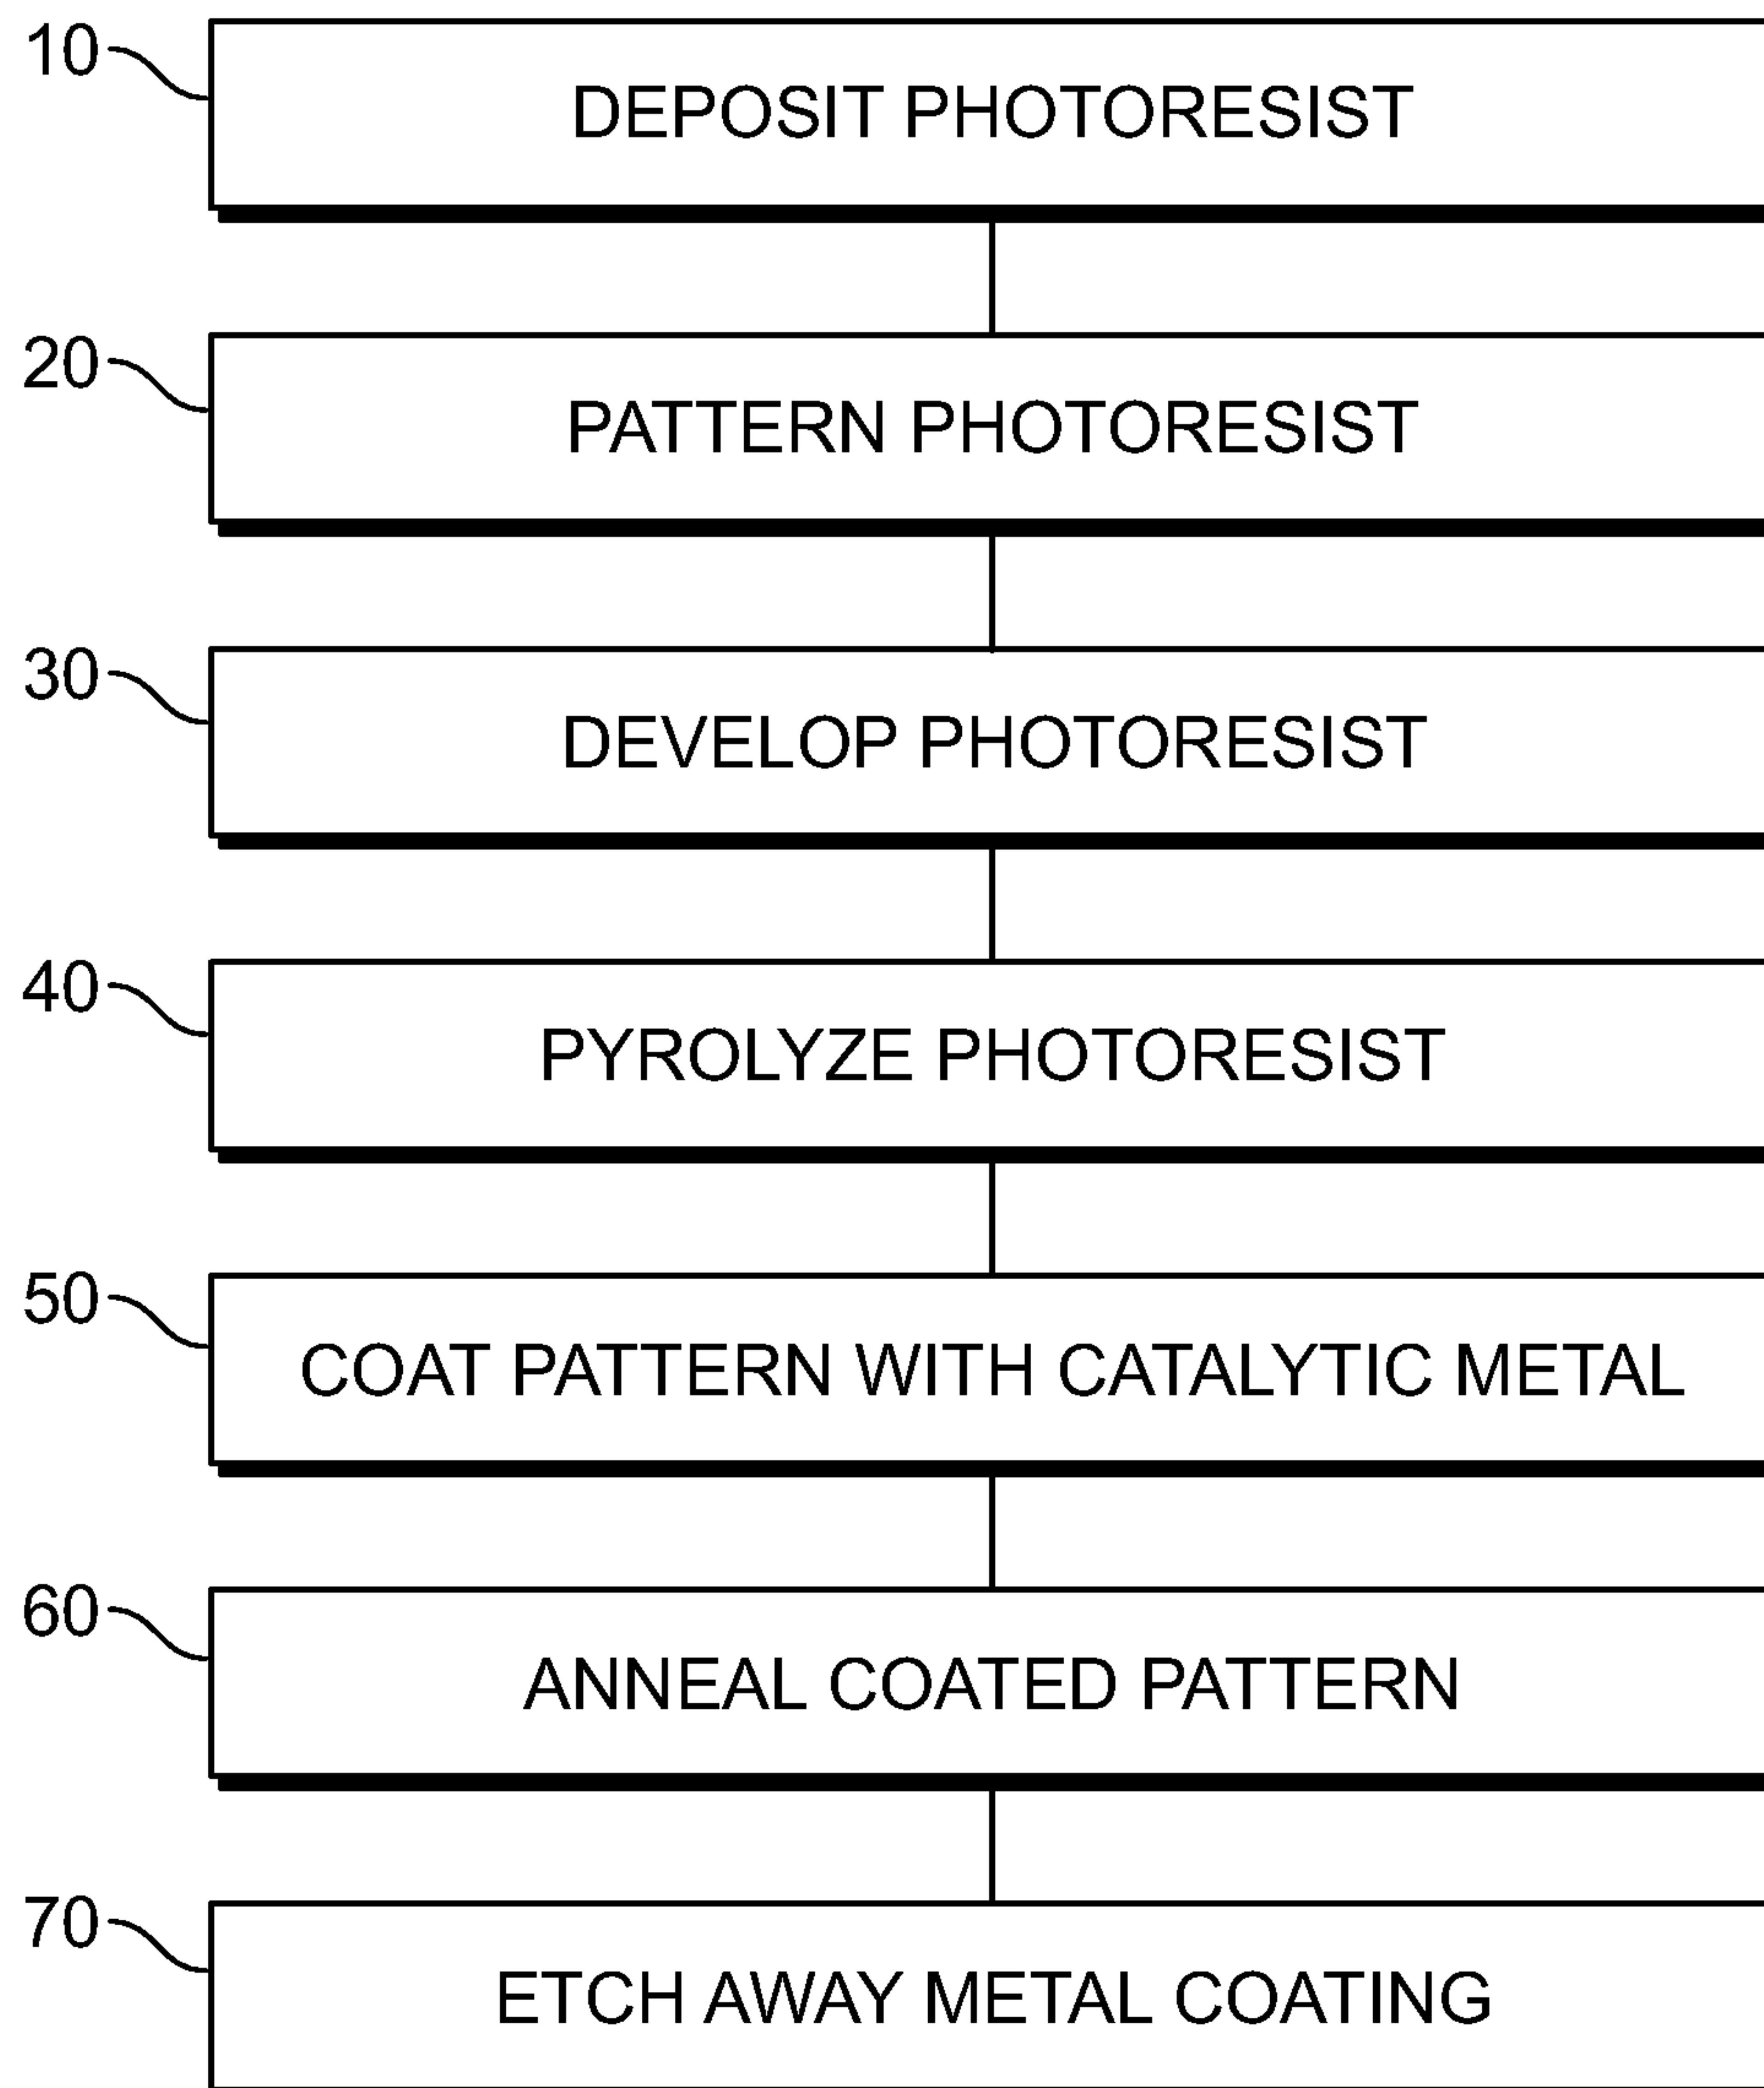 10 DEPOSIT PHOTORESIST
20 PATTERN PHOTORESIST
30 DEVELOP PHOTORESIST
40 PYROLYZE PHOTORESIST
50 COAT PATTERN WITH CATALYTIC METAL
60 ANNEAL COATED PATTERN
70 ETCH AWAY METAL COATING